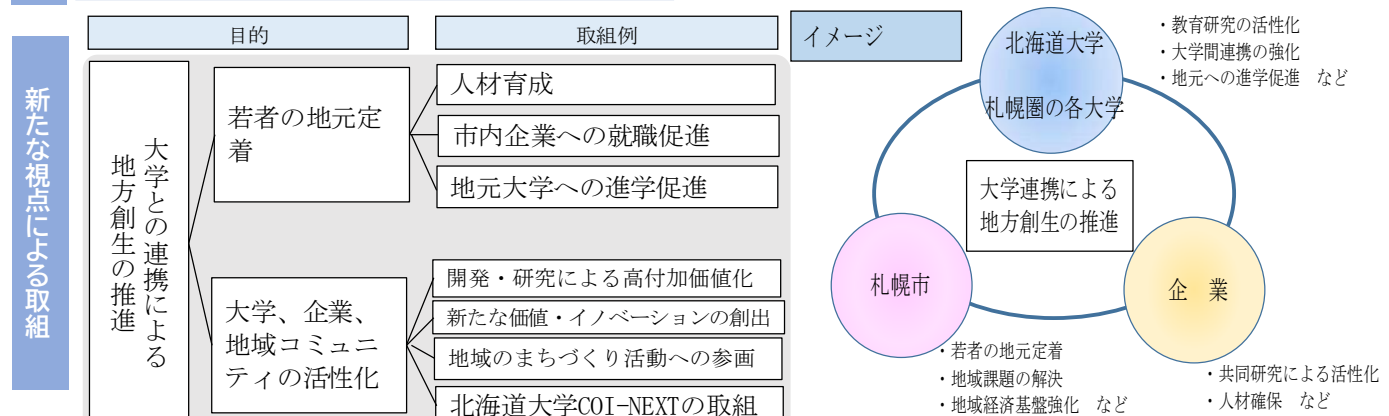 新たな視点による取組
目的
取組例
大学との連携による
地方創生の推進
若者の地元定
着
人材育成
市内企業への就職促進
地元大学への進学促進
大学、企業、
地域コミュニ
ティの活性化
開発・研究による高付加価値化
新たな価値・イノベーションの創出
地域のまちづくり活動への参画
北海道大学COI-NEXTの取組
イメージ
北海道大学
札幌圏の各大学
・教育研究の活性化
・大学間連携の強化
・地元への進学促進 など
大学連携による
地方創生の推進
札幌市
企 業
・若者の地元定着
・地域課題の解決
・地域経済基盤強化 など
・共同研究による活性化
・人材確保 など